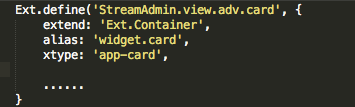 Ext.define('StreamAdmin.view.adv.card', {
extend: 'Ext.Container',
alias: 'widget.card',
xtype: 'app-card',
......
}